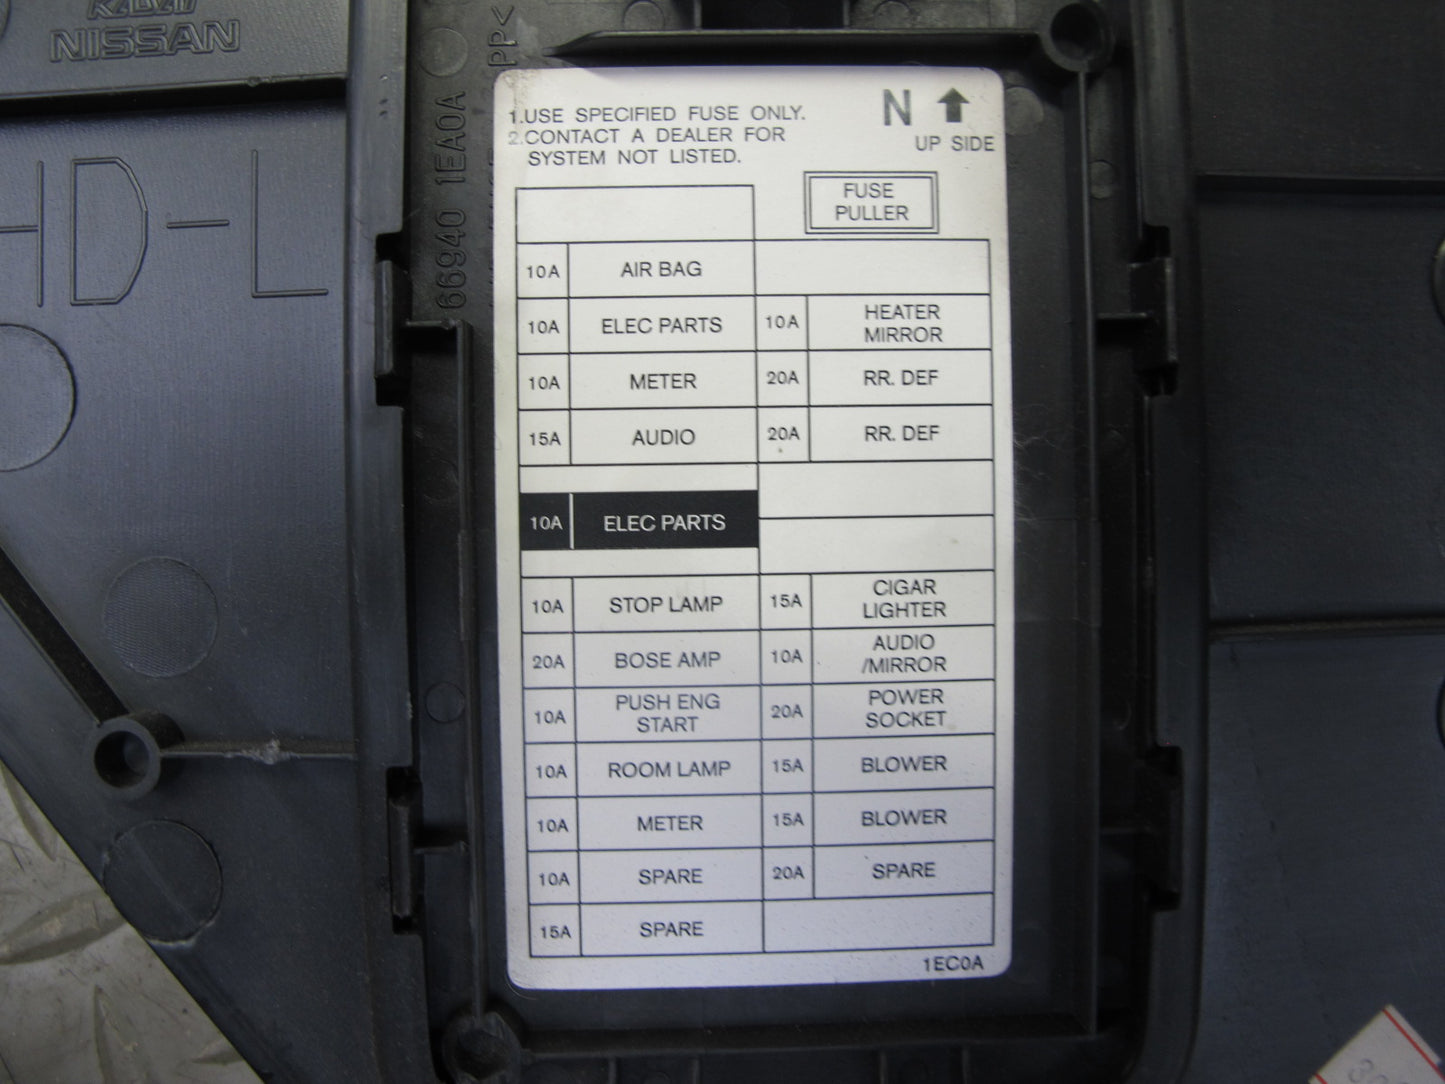 NISSAN
HD-L
66940 1EA0A
PP<
1.USE SPECIFIED FUSE ONLY.
2.CONTACT A DEALER FOR
SYSTEM NOT LISTED.
N
UP SIDE
FUSE
PULLER
10A AIR BAG
10A ELEC PARTS
10A HEATER
MIRROR
10A METER
20A RR. DEF
15A AUDIO
20A RR. DEF
10A ELEC PARTS
10A STOP LAMP
15A CIGAR
LIGHTER
20A BOSE AMP
10A AUDIO
/MIRROR
10A PUSH ENG
START
20A POWER
SOCKET
10A ROOM LAMP
15A BLOWER
10A METER
15A BLOWER
10A SPARE
20A SPARE
15A SPARE
1EC0A